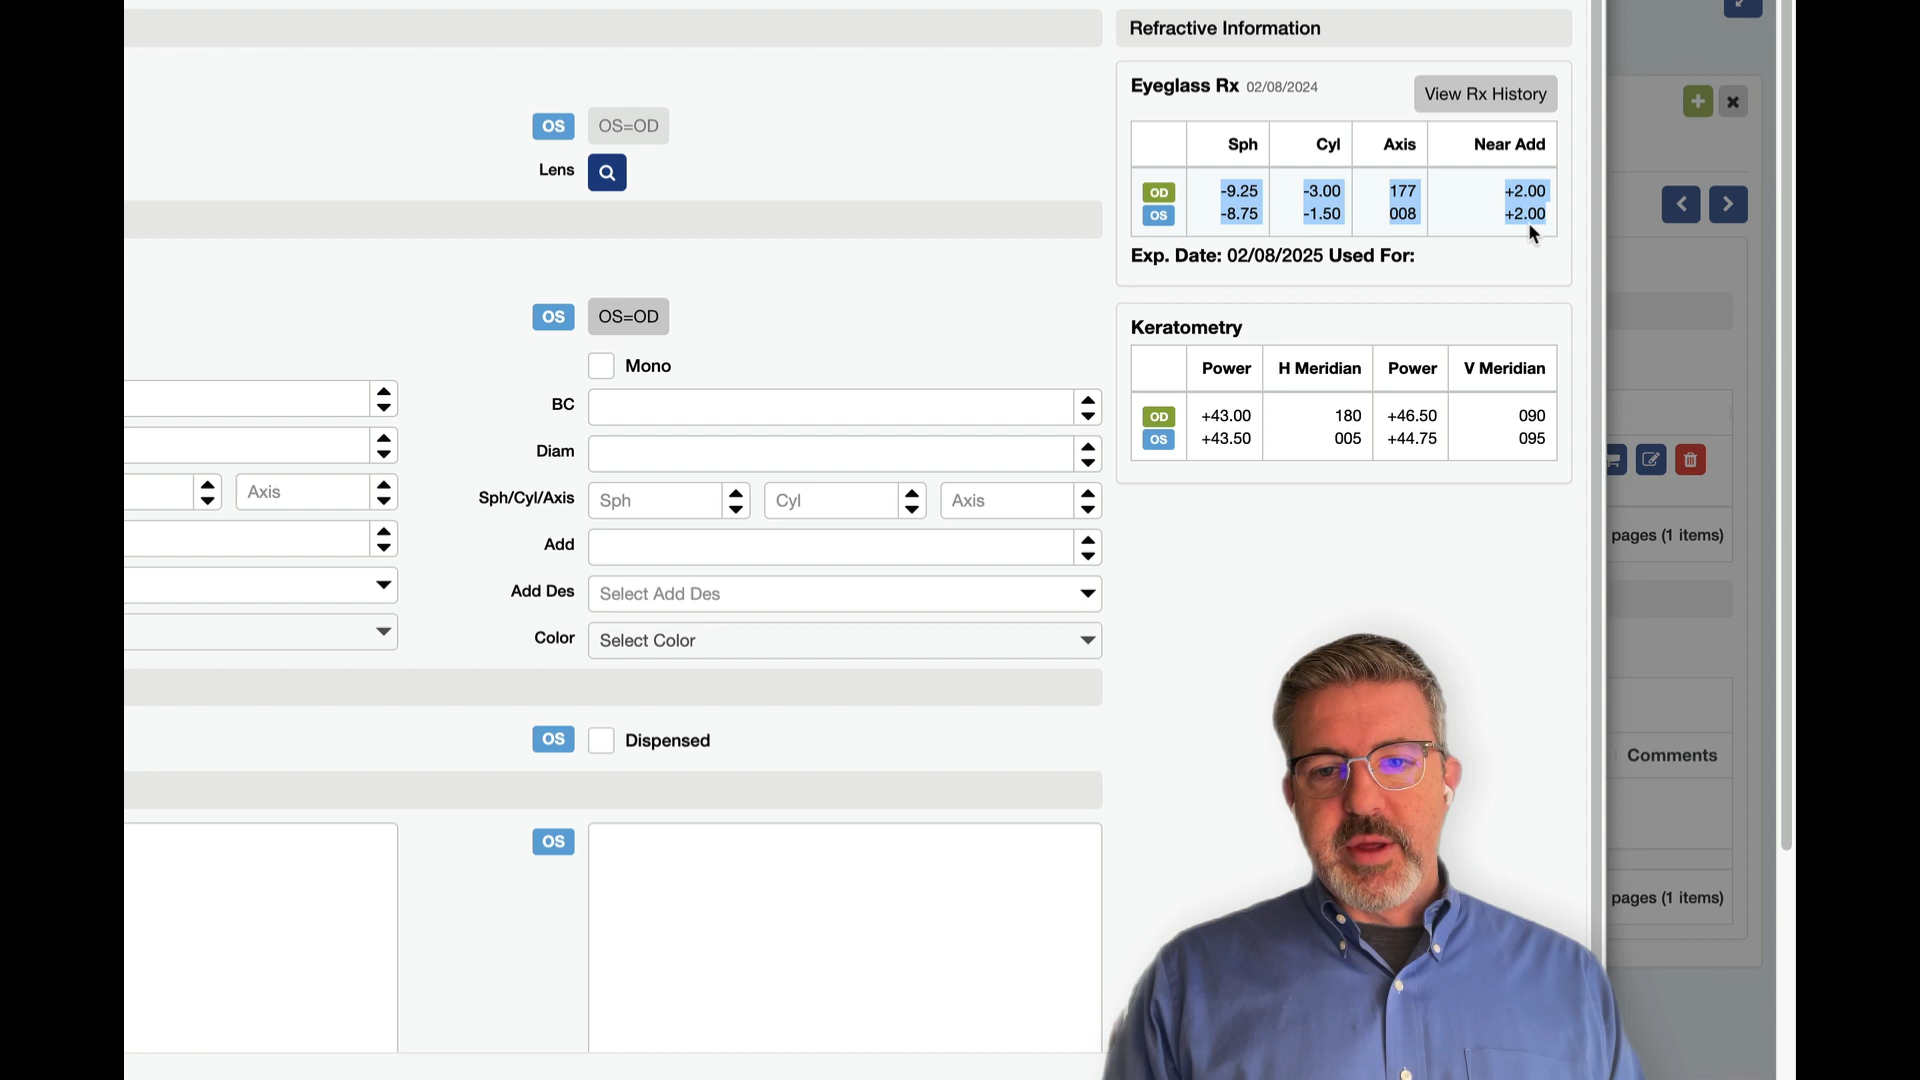 Refractive Information
Eyeglass Rx 02/08/2024
View Rx History
Sph Cyl Axis Near Add
OD -9.25 -3.00 177 +2.00
OS -8.75 -1.50 008 +2.00
Exp. Date: 02/08/2025 Used For:
Keratometry
Power H Meridian Power V Meridian
OD +43.00 180 +46.50 090
OS +43.50 005 +44.75 095
OS OS=OD
Lens
OS OS=OD
Mono
BC
Diam
Axis
Sph/Cyl/Axis Sph Cyl Axis
Add
Add Des Select Add Des
Color Select Color
OS Dispensed
OS
pages (1 items)
Comments
pages (1 items)